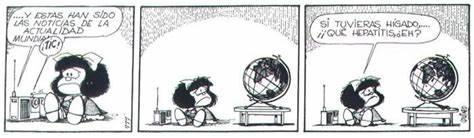 ....Y ESTAS HAN SIDO
LAS NOTICIAS DE LA
ACTUALIDAD
MUNDIAL
¡TIC!
SI TUVIERAS HÍGADO,....
¡¡QUÉ HEPATITIS, ¿EH?